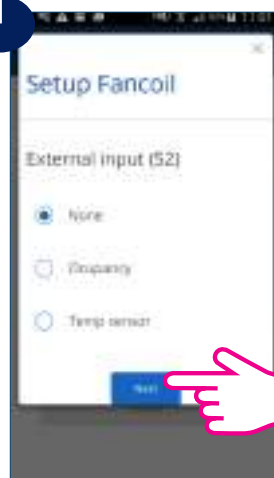 Setup Fancoil
External input (S2)
None
Occupancy
Temp sensor
Next